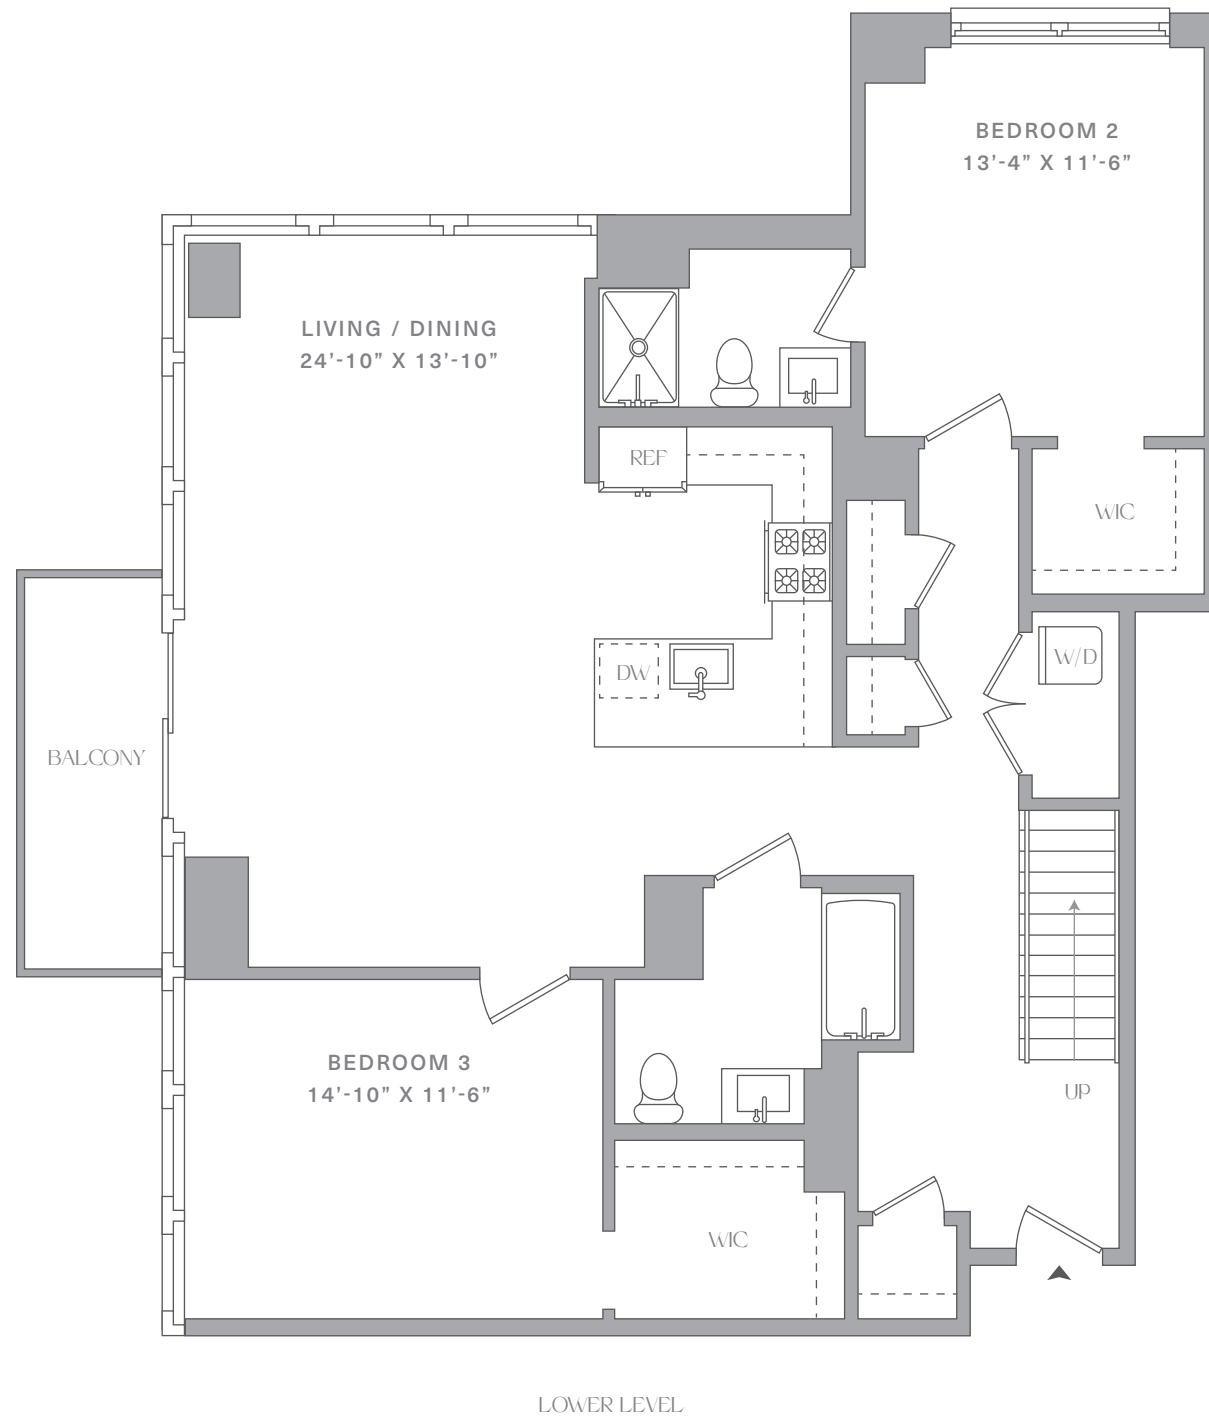 BEDROOM 2
13’-4” X 11’-6”
LIVING / DINING
24’-10” X 13’-10”
REF
WIC
DW
W/D
BALCONY
BEDROOM 3
14’-10” X 11’-6”
UP
WIC
LOWER LEVEL